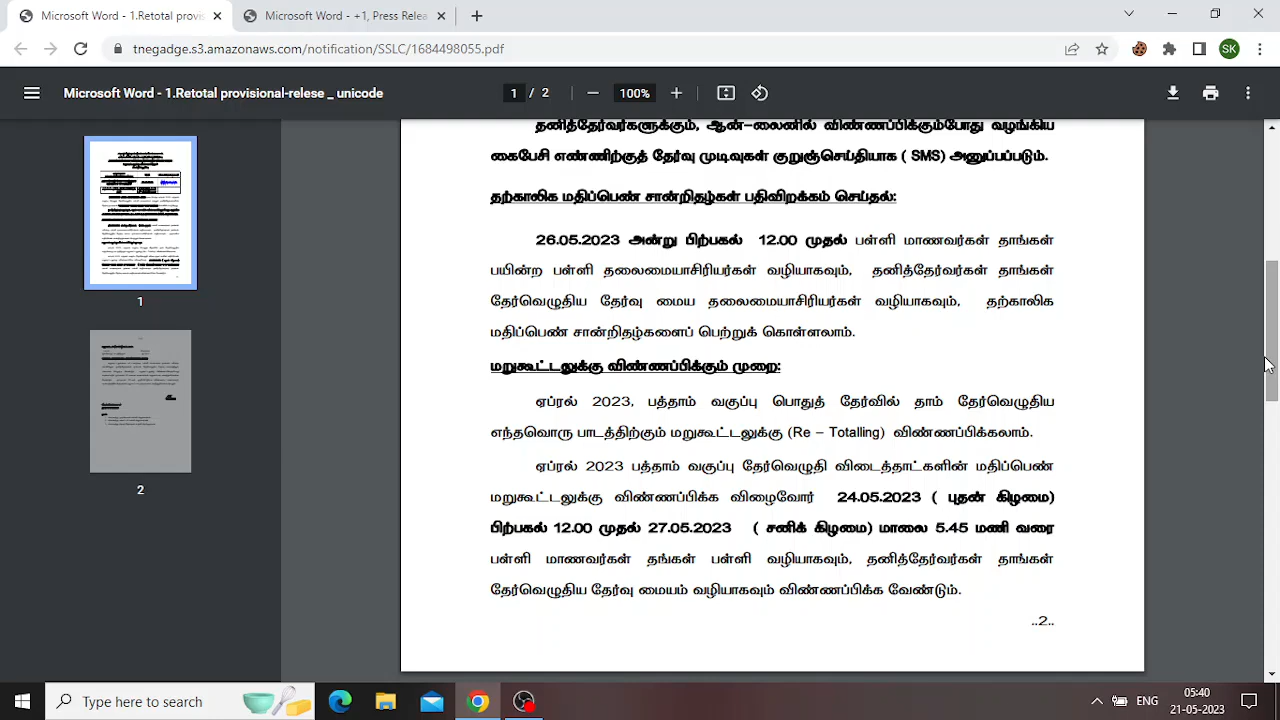 Microsoft Word - 1.Retotal prov
Microsoft Word - +1, Press Relea
tnegadge.s3.amazonaws.com/notification/SSLC/1684498055.pdf
SK
Microsoft Word - 1.Retotal provisional-relese _ unicode
1 / 2
100%
தனித்தேர்வர்களுக்கும், ஆன்-லைனில் விண்ணப்பிக்கும்போது வழங்கிய
கைபேசி எண்ணிற்குத் தேர்வு முடிவுகள் குறுஞ்செய்தியாக ( SMS) அனுப்பப்படும்.
தற்காலிக மதிப்பெண் சான்றிதழ்கள் பதிவிறக்கம் செய்தல்:
26.05.2023 அன்று பிற்பகல் 12.00 முதல் பள்ளி மாணவர்கள் தாங்கள்
பயின்ற பள்ளி தலைமையாசிரியர்கள் வழியாகவும், தனித்தேர்வர்கள் தாங்கள்
தேர்வெழுதிய தேர்வு மைய தலைமையாசிரியர்கள் வழியாகவும், தற்காலிக
மதிப்பெண் சான்றிதழ்களைப் பெற்றுக் கொள்ளலாம்.
மறுகூட்டலுக்கு விண்ணப்பிக்கும் முறை:
ஏப்ரல் 2023, பத்தாம் வகுப்பு பொதுத் தேர்வில் தாம் தேர்வெழுதிய
எந்தவொரு பாடத்திற்கும் மறுகூட்டலுக்கு (Re – Totalling) விண்ணப்பிக்கலாம்.
ஏப்ரல் 2023 பத்தாம் வகுப்பு தேர்வெழுதி விடைத்தாட்களின் மதிப்பெண்
மறுகூட்டலுக்கு விண்ணப்பிக்க விழைவோர் 24.05.2023 ( புதன் கிழமை)
பிற்பகல் 12.00 முதல் 27.05.2023 ( சனிக் கிழமை) மாலை 5.45 மணி வரை
பள்ளி மாணவர்கள் தங்கள் பள்ளி வழியாகவும், தனித்தேர்வர்கள் தாங்கள்
தேர்வெழுதிய தேர்வு மையம் வழியாகவும் விண்ணப்பிக்க வேண்டும்.
..2..
1
2
Type here to search
ENG
05:40
21-05-2023